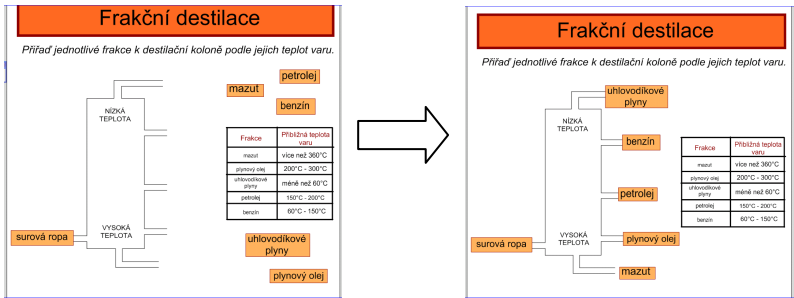 Frakční destilace
Přiřaď jednotlivé frakce k destilační koloně podle jejich teplot varu.
petrolej
mazut
benzín
NÍZKÁ
TEPLOTA
Frakce Přibližná teplota
varu
mazut více než 360°C
plynový olej 200°C - 300°C
uhlovodíkové
plyny méně než 60°C
petrolej 150°C - 200°C
benzín 60°C - 150°C
VYSOKÁ
TEPLOTA
surová ropa
uhlovodíkové
plyny
plynový olej
Frakční destilace
Přiřaď jednotlivé frakce k destilační koloně podle jejich teplot varu.
uhlovodíkové
plyny
NÍZKÁ
TEPLOTA
benzín
Frakce Přibližná teplota
varu
mazut více než 360°C
plynový olej 200°C - 300°C
uhlovodíkové
plyny méně než 60°C
petrolej 150°C - 200°C
benzín 60°C - 150°C
petrolej
VYSOKÁ
TEPLOTA
plynový olej
surová ropa
mazut